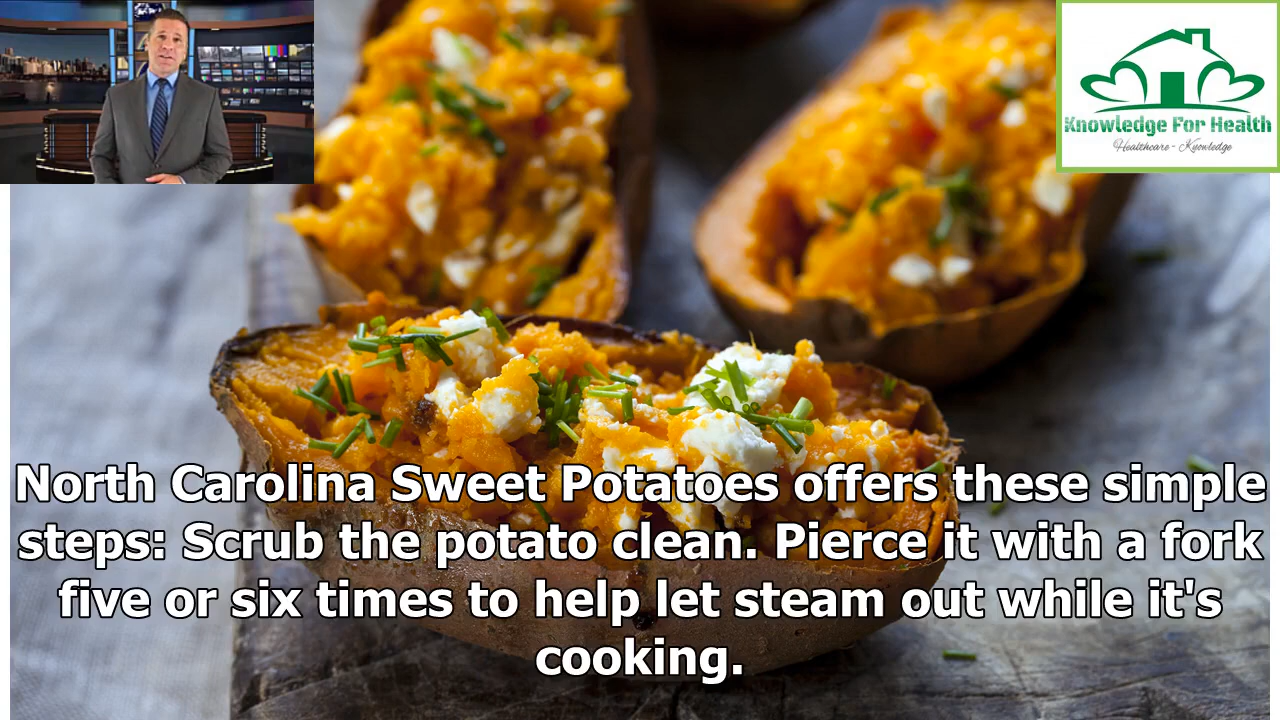 Knowledge For Health
Healthcare - Knowledge
North Carolina Sweet Potatoes offers these simple
steps: Scrub the potato clean. Pierce it with a fork
five or six times to help let steam out while it's
cooking.